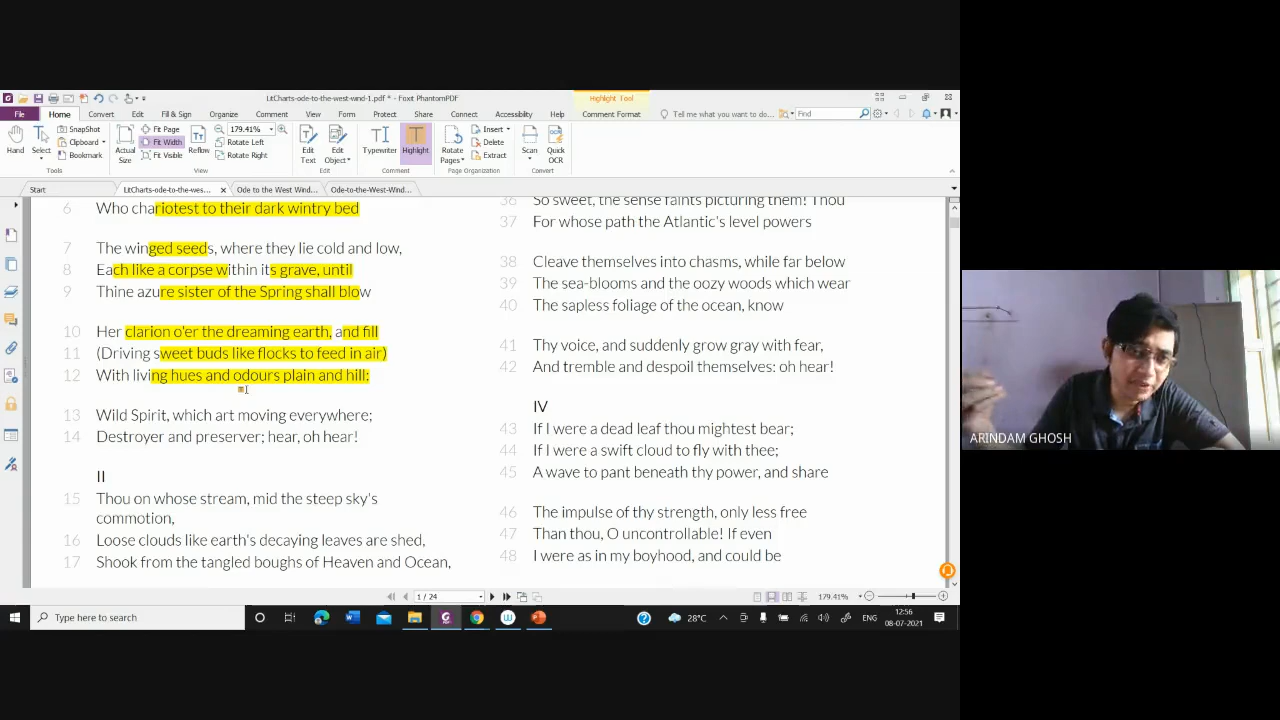 LitCharts-ode-to-the-west-wind-1.pdf * - Foxit PhantomPDF
Highlight Tool
File
Home
Convert
Edit
Fill & Sign
Organize
Comment
View
Form
Protect
Share
Connect
Accessibility
Help
Comment Format
Tell me what you want to do...
Find
Hand
Select
SnapShot
Clipboard
Bookmark
Tools
Actual Size
Fit Page
Fit Width
Fit Visible
Reflow
179.41%
Rotate Left
Rotate Right
View
Edit Text
Edit Object
Edit
Typewriter
Highlight
Comment
Rotate Pages
Insert
Delete
Extract
Page Organization
Scan
Quick OCR
Convert
Start
LitCharts-ode-to-the-wes...
Ode to the West Wind...
Ode-to-the-West-Wind...
6 Who chariotest to their dark wintry bed
7 The winged seeds, where they lie cold and low,
8 Each like a corpse within its grave, until
9 Thine azure sister of the Spring shall blow
10 Her clarion o'er the dreaming earth, and fill
11 (Driving sweet buds like flocks to feed in air)
12 With living hues and odours plain and hill:
13 Wild Spirit, which art moving everywhere;
14 Destroyer and preserver; hear, oh hear!
II
15 Thou on whose stream, mid the steep sky's
commotion,
16 Loose clouds like earth's decaying leaves are shed,
17 Shook from the tangled boughs of Heaven and Ocean,
36 So sweet, the sense faints picturing them! Thou
37 For whose path the Atlantic's level powers
38 Cleave themselves into chasms, while far below
39 The sea-blooms and the oozy woods which wear
40 The sapless foliage of the ocean, know
41 Thy voice, and suddenly grow gray with fear,
42 And tremble and despoil themselves: oh hear!
IV
43 If I were a dead leaf thou mightest bear;
44 If I were a swift cloud to fly with thee;
45 A wave to pant beneath thy power, and share
46 The impulse of thy strength, only less free
47 Than thou, O uncontrollable! If even
48 I were as in my boyhood, and could be
ARINDAM GHOSH
1 / 24
179.41%
Type here to search
28°C
ENG
12:56
08-07-2021